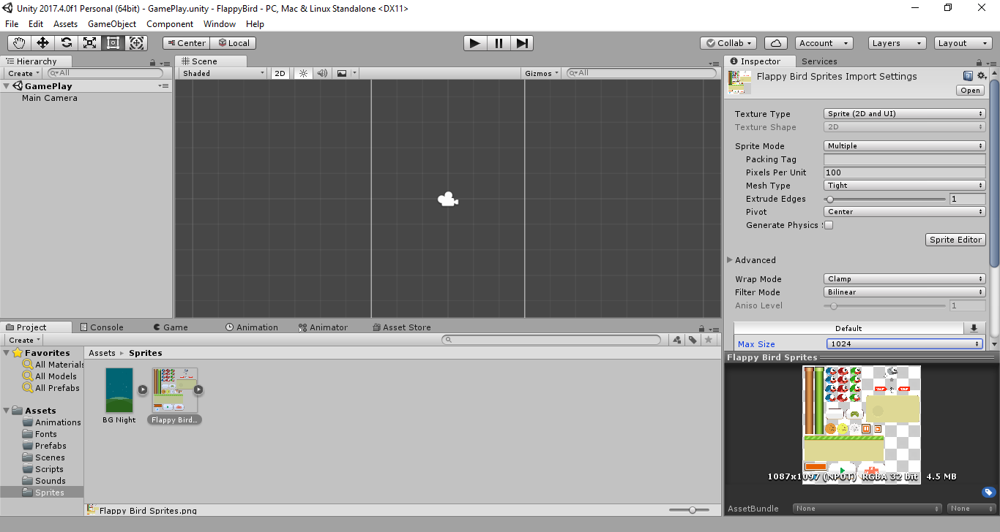 Unity 2017.4.0f1 Personal (64bit) - GamePlay.unity - FlappyBird - PC, Mac & Linux Standalone <DX11>
File Edit Assets GameObject Component Window Help
Center Local Collab Account Layers Layout
Hierarchy
Create All
GamePlay
Main Camera
Scene
Shaded 2D Gizmos All
Inspector Services
Flappy Bird Sprites Import Settings
Open
Texture Type Sprite (2D and UI)
Texture Shape 2D
Sprite Mode Multiple
Packing Tag
Pixels Per Unit 100
Mesh Type Tight
Extrude Edges 1
Pivot Center
Generate Physics
Sprite Editor
Advanced
Wrap Mode Clamp
Filter Mode Bilinear
Aniso Level 1
Default
Max Size 1024
Project Console Game Animation Animator Asset Store
Create
Favorites
All Materials
All Models
All Prefabs
Assets
Animations
Fonts
Prefabs
Scenes
Scripts
Sounds
Sprites
Assets Sprites
BG Night Flappy Bird...
Flappy Bird Sprites.png
Flappy Bird Sprites
1087x1097 (NPOT) RGBA 32 bit 4.5 MB
AssetBundle None None